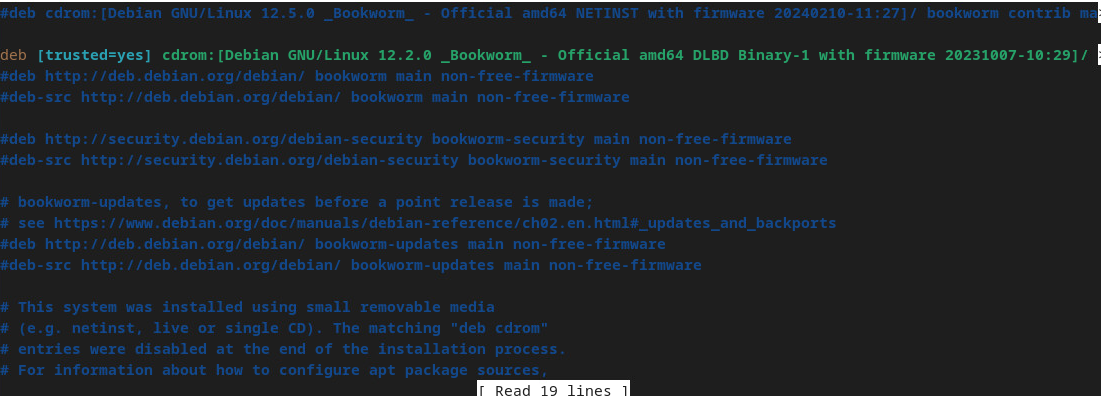 #deb cdrom:[Debian GNU/Linux 12.5.0 _Bookworm_ - Official amd64 NETINST with firmware 20240210-11:27]/ bookworm contrib ma>
deb [trusted=yes] cdrom:[Debian GNU/Linux 12.2.0 _Bookworm_ - Official amd64 DLBD Binary-1 with firmware 20231007-10:29]/ >
#deb http://deb.debian.org/debian/ bookworm main non-free-firmware
#deb-src http://deb.debian.org/debian/ bookworm main non-free-firmware
#deb http://security.debian.org/debian-security bookworm-security main non-free-firmware
#deb-src http://security.debian.org/debian-security bookworm-security main non-free-firmware
# bookworm-updates, to get updates before a point release is made;
# see https://www.debian.org/doc/manuals/debian-reference/ch02.en.html#_updates_and_backports
#deb http://deb.debian.org/debian/ bookworm-updates main non-free-firmware
#deb-src http://deb.debian.org/debian/ bookworm-updates main non-free-firmware
# This system was installed using small removable media
# (e.g. netinst, live or single CD). The matching "deb cdrom"
# entries were disabled at the end of the installation process.
# For information about how to configure apt package sources,
[ Read 19 lines ]